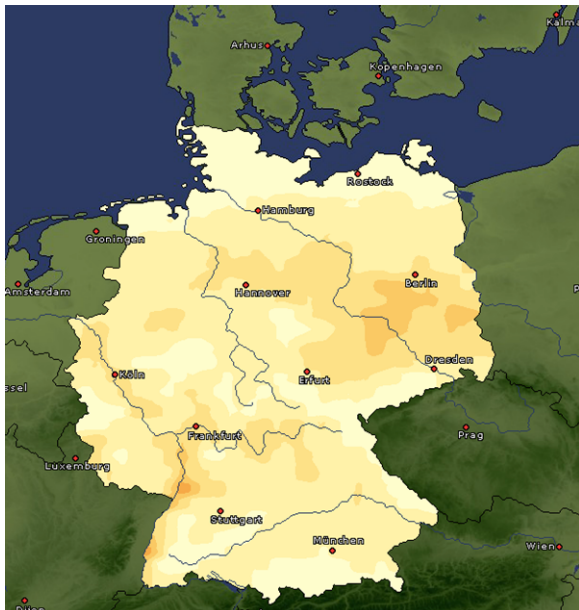 Arhus
Kalma
Kopenhagen
Rostock
Hamburg
Groningen
Berlin
Amsterdam
Hannover
P
Dresden
Köln
Erfurt
ssel
Frankfurt
Prag
Luxemburg
Stuttgart
München
Wien